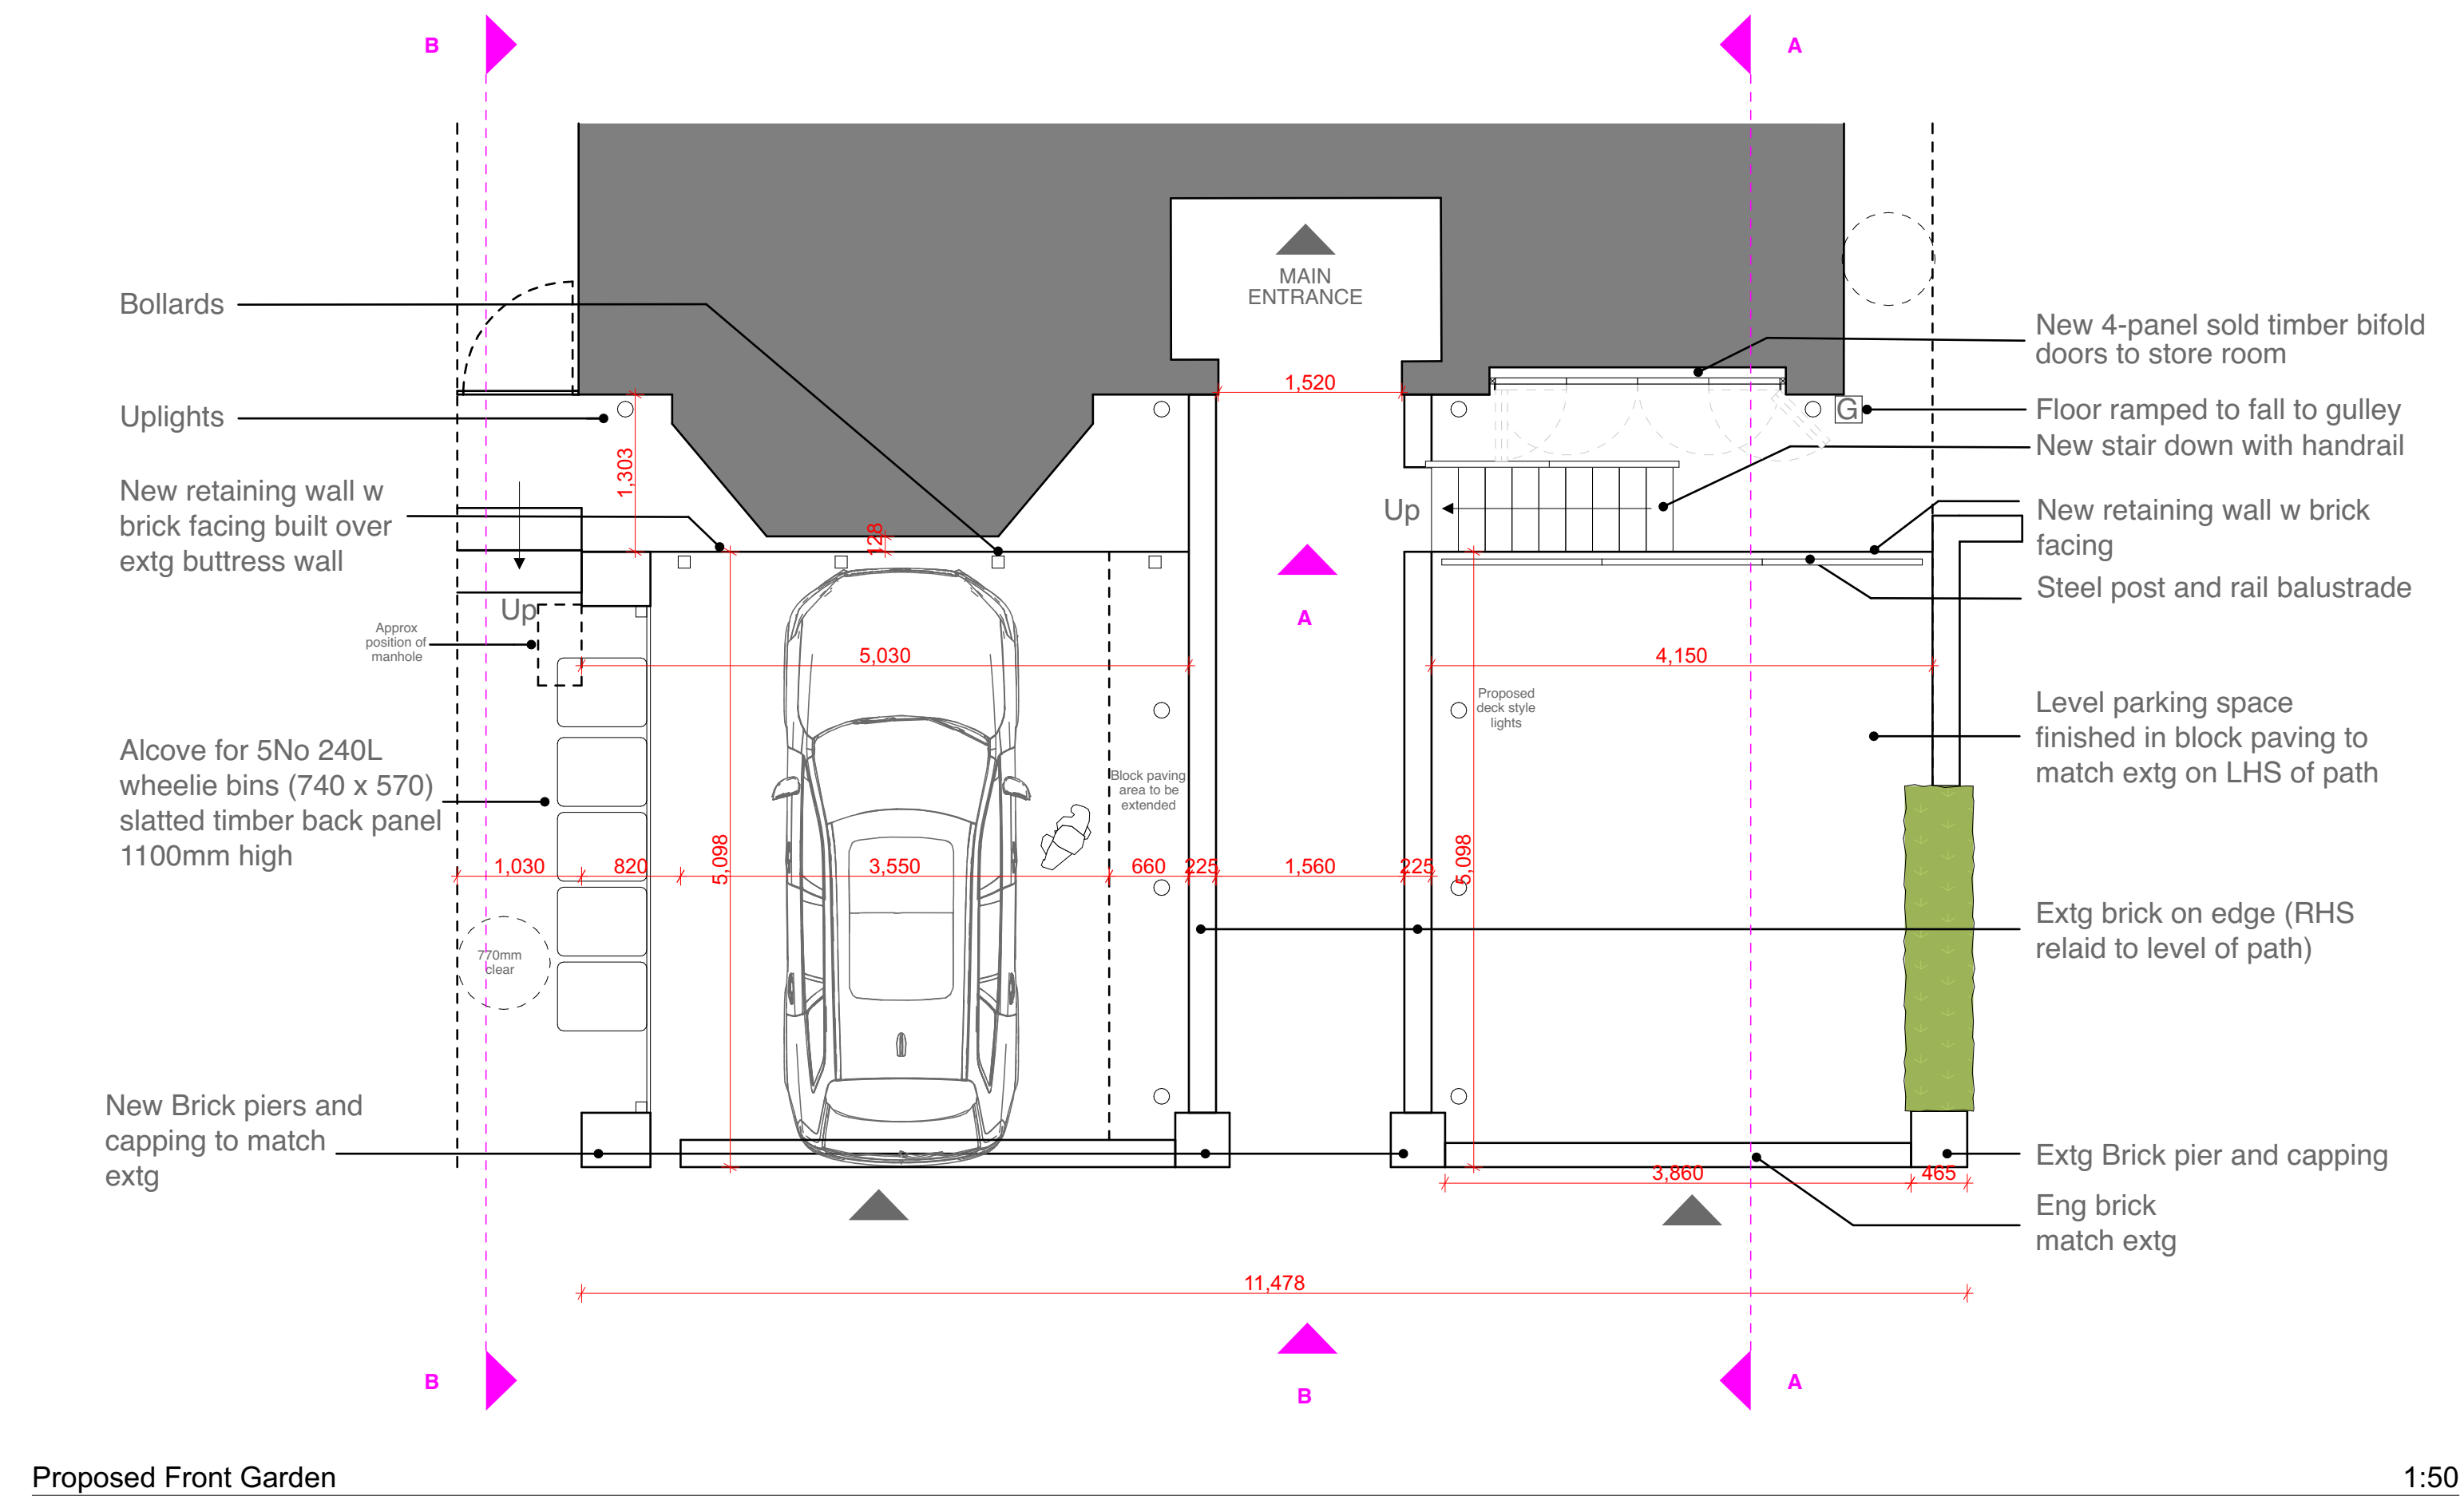 B
A
MAIN
ENTRANCE
Bollards
New 4-panel sold timber bifold
doors to store room
1,520
Uplights
G
Floor ramped to fall to gulley
New stair down with handrail
1,303
New retaining wall w
brick facing built over
extg buttress wall
128
Up
New retaining wall w brick
facing
Steel post and rail balustrade
Up
A
Approx
position of
manhole
5,030
4,150
Proposed
deck style
lights
Level parking space
finished in block paving to
match extg on LHS of path
Alcove for 5No 240L
wheelie bins (740 x 570)
slatted timber back panel
1100mm high
Block paving
area to be
extended
5,098
5,098
1,030
820
3,550
660
225
1,560
225
Extg brick on edge (RHS
relaid to level of path)
770mm
clear
New Brick piers and
capping to match
extg
Extg Brick pier and capping
3,860
465
Eng brick
match extg
11,478
B
B
A
Proposed Front Garden
1:50